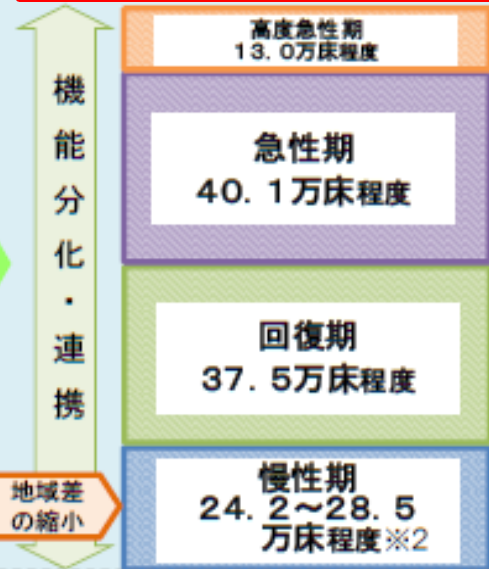 機能分化・連携
高度急性期
13.0万床程度
急性期
40.1万床程度
回復期
37.5万床程度
地域差
の縮小
慢性期
24.2～28.5
万床程度※2